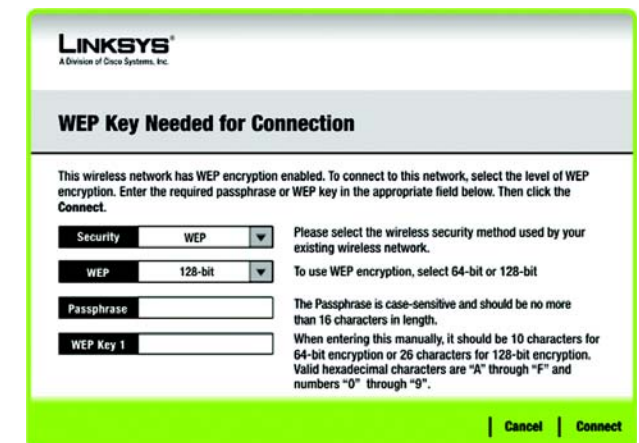 LINKSYS®
A Division of Cisco Systems, Inc.
WEP Key Needed for Connection
This wireless network has WEP encryption enabled. To connect to this network, select the level of WEP
encryption. Enter the required passphrase or WEP key in the appropriate field below. Then click the
Connect.
Security WEP
Please select the wireless security method used by your
existing wireless network.
WEP 128-bit
To use WEP encryption, select 64-bit or 128-bit
Passphrase
The Passphrase is case-sensitive and should be no more
than 16 characters in length.
WEP Key 1
When entering this manually, it should be 10 characters for
64-bit encryption or 26 characters for 128-bit encryption.
Valid hexadecimal characters are “A” through “F” and
numbers “0” through “9”.
Cancel Connect